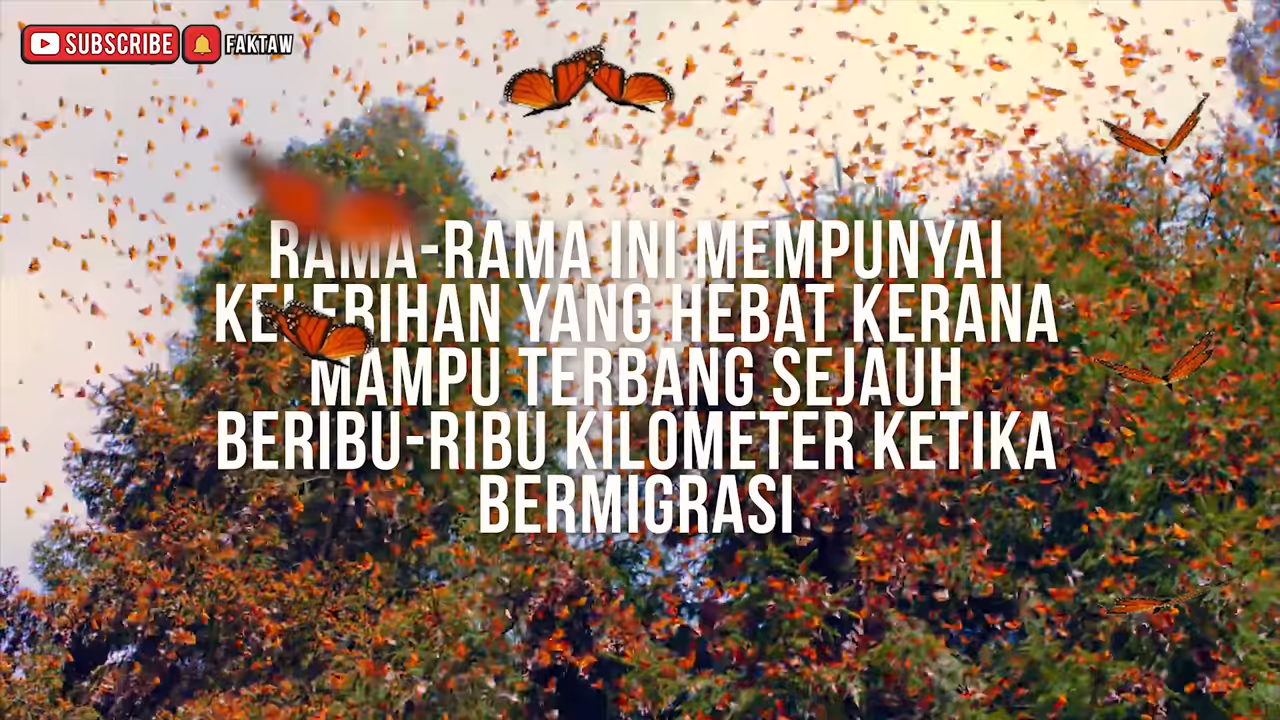 SUBSCRIBE FAKTAW
RAMA-RAMA INI MEMPUNYAI
KELEBIHAN YANG HEBAT KERANA
MAMPU TERBANG SEJAUH
BERIBU-RIBU KILOMETER KETIKA
BERMIGRASI